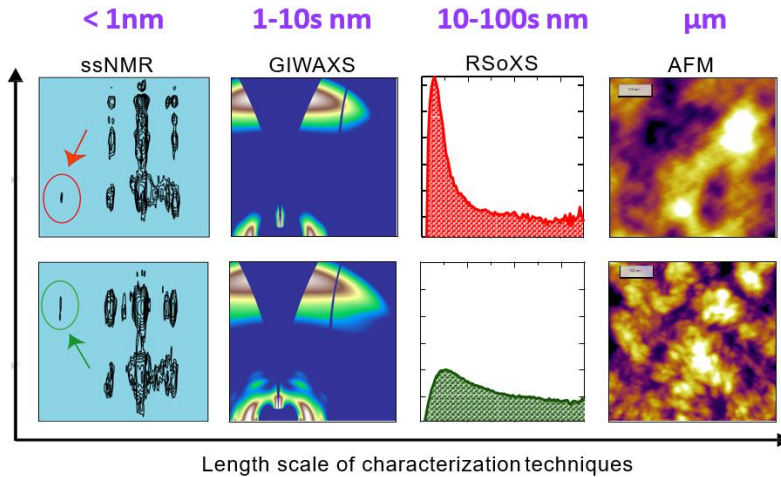 < 1nm 1-10s nm 10-100s nm µm
ssNMR GIWAXS RSoXS AFM
Length scale of characterization techniques